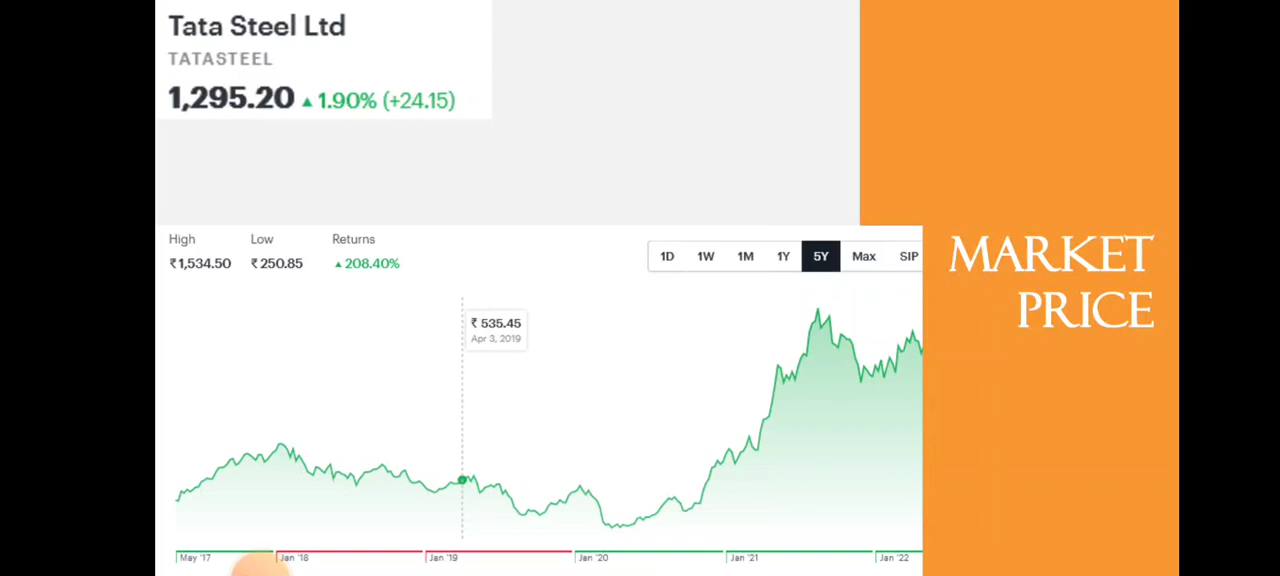 Tata Steel Ltd
TATASTEEL
1,295.20 ▲ 1.90% (+24.15)
High Low Returns
₹1,534.50 ₹250.85 ▲ 208.40%
1D 1W 1M 1Y 5Y Max SIP
MARKET
PRICE
₹ 535.45
Apr 3, 2019
May '17 Jan '18 Jan '19 Jan '20 Jan '21 Jan '22